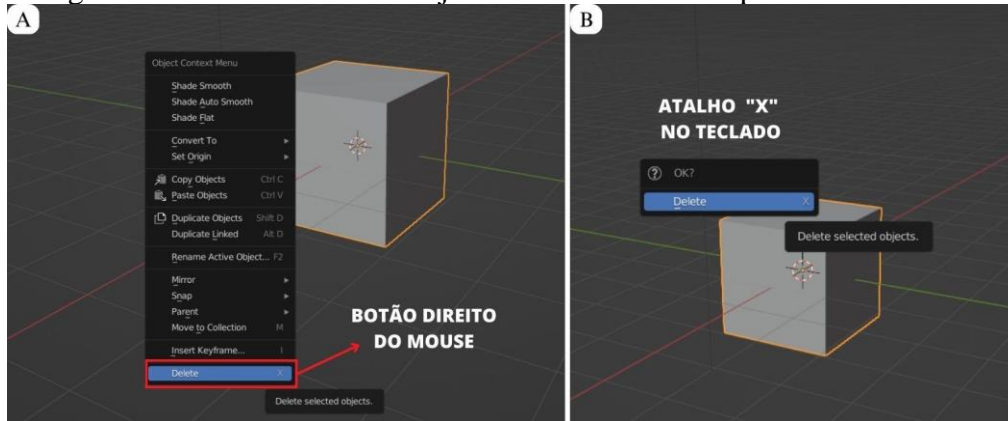 A
Object Context Menu
Shade Smooth
Shade Auto Smooth
Shade Flat
Convert To
Set Origin
Copy Objects Ctrl C
Paste Objects Ctrl V
Duplicate Objects Shift D
Duplicate Linked Alt D
Rename Active Object... F2
Mirror
Snap
Parent
Move to Collection M
Insert Keyframe... I
Delete X
Delete selected objects.
BOTÃO DIREITO
DO MOUSE
B
ATALHO "X"
NO TECLADO
OK?
Delete X
Delete selected objects.